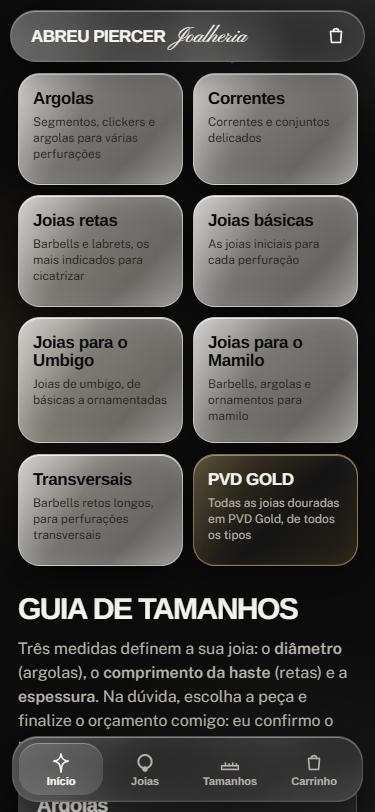 ABREU PIERCER Joalheria
Argolas
Segmentos, clickers e
argolas para várias
perfurações
Correntes
Correntes e conjuntos
delicados
Joias retas
Barbells e labrets, os
mais indicados para
cicatrizar
Joias básicas
As joias iniciais para
cada perfuração
Joias para o
Umbigo
Joias de umbigo, de
básicas a ornamentadas
Joias para o
Mamilo
Barbells, argolas e
ornamentos para
mamilo
Transversais
Barbells retos longos,
para perfurações
transversais
PVD GOLD
Todas as joias douradas
em PVD Gold, de todos
os tipos
GUIA DE TAMANHOS
Três medidas definem a sua joia: o diâmetro
(argolas), o comprimento da haste (retas) e a
espessura. Na dúvida, escolha a peça e
finalize o orçamento comigo: eu confirmo o
Início
Joias
Tamanhos
Carrinho
Argolas